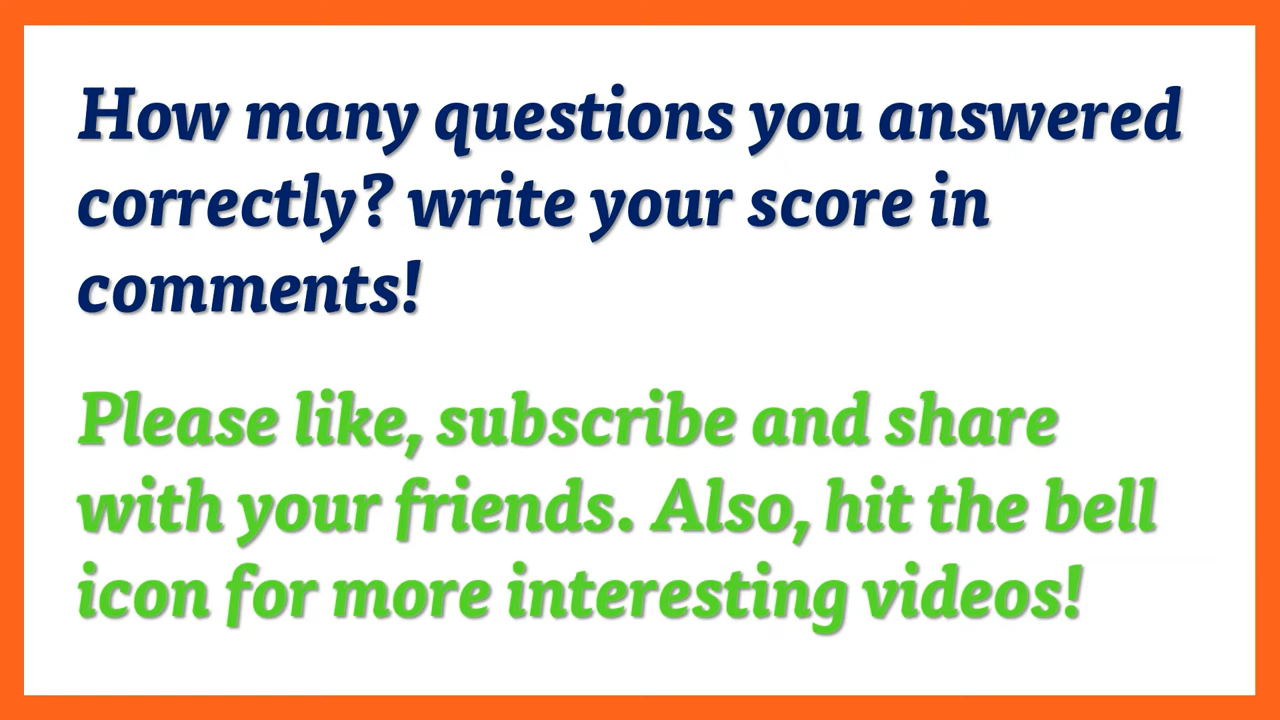 How many questions you answered
correctly? write your score in
comments!
Please like, subscribe and share
with your friends. Also, hit the bell
icon for more interesting videos!